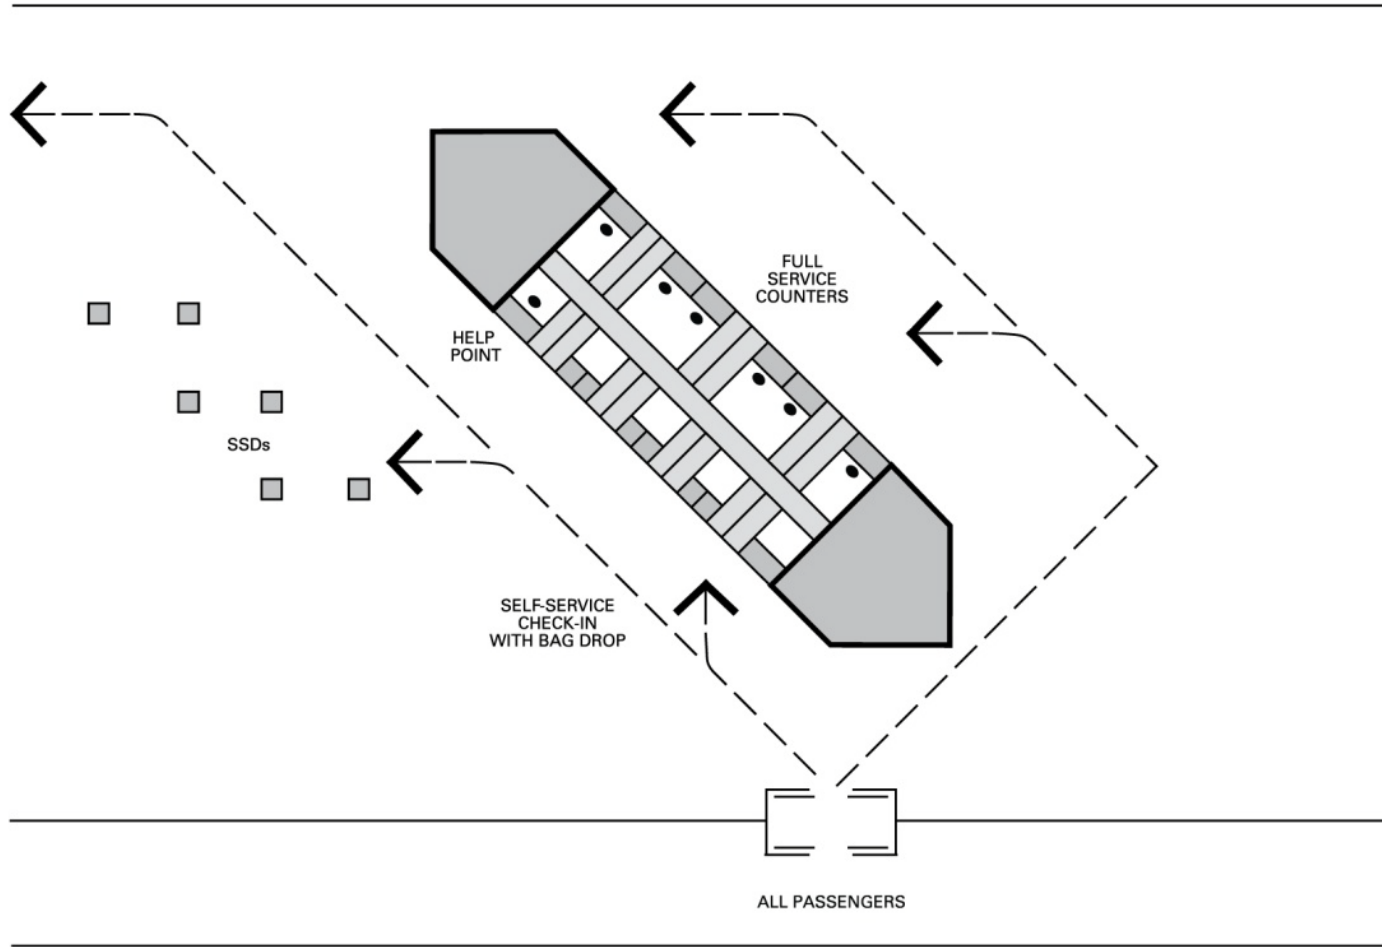 FULL
SERVICE
COUNTERS
HELP
POINT
SSDs
SELF-SERVICE
CHECK-IN
WITH BAG DROP
ALL PASSENGERS